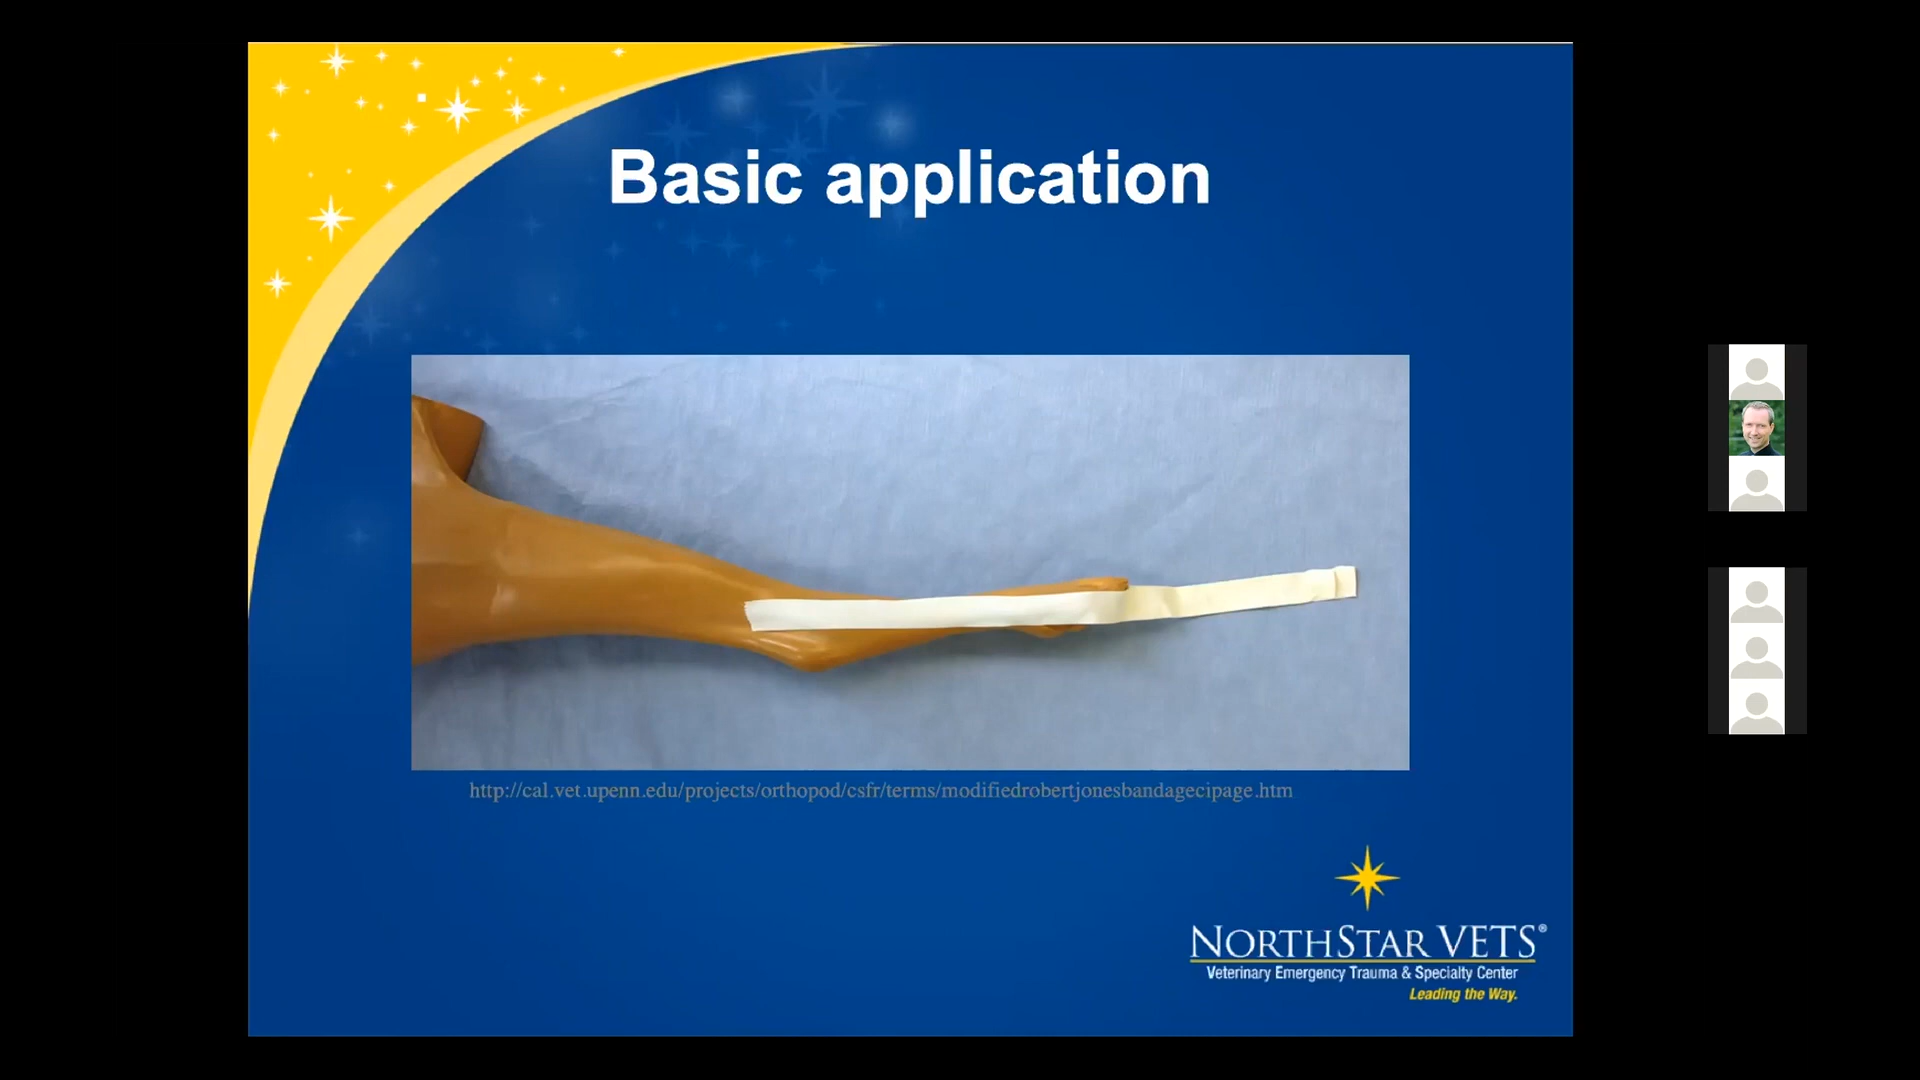 Basic application
http://cal.vet.upenn.edu/projects/orthopod/csfr/terms/modifiedrobertjonesbandagecipage.htm
NORTHSTAR VETS®
Veterinary Emergency Trauma & Specialty Center
Leading the Way.